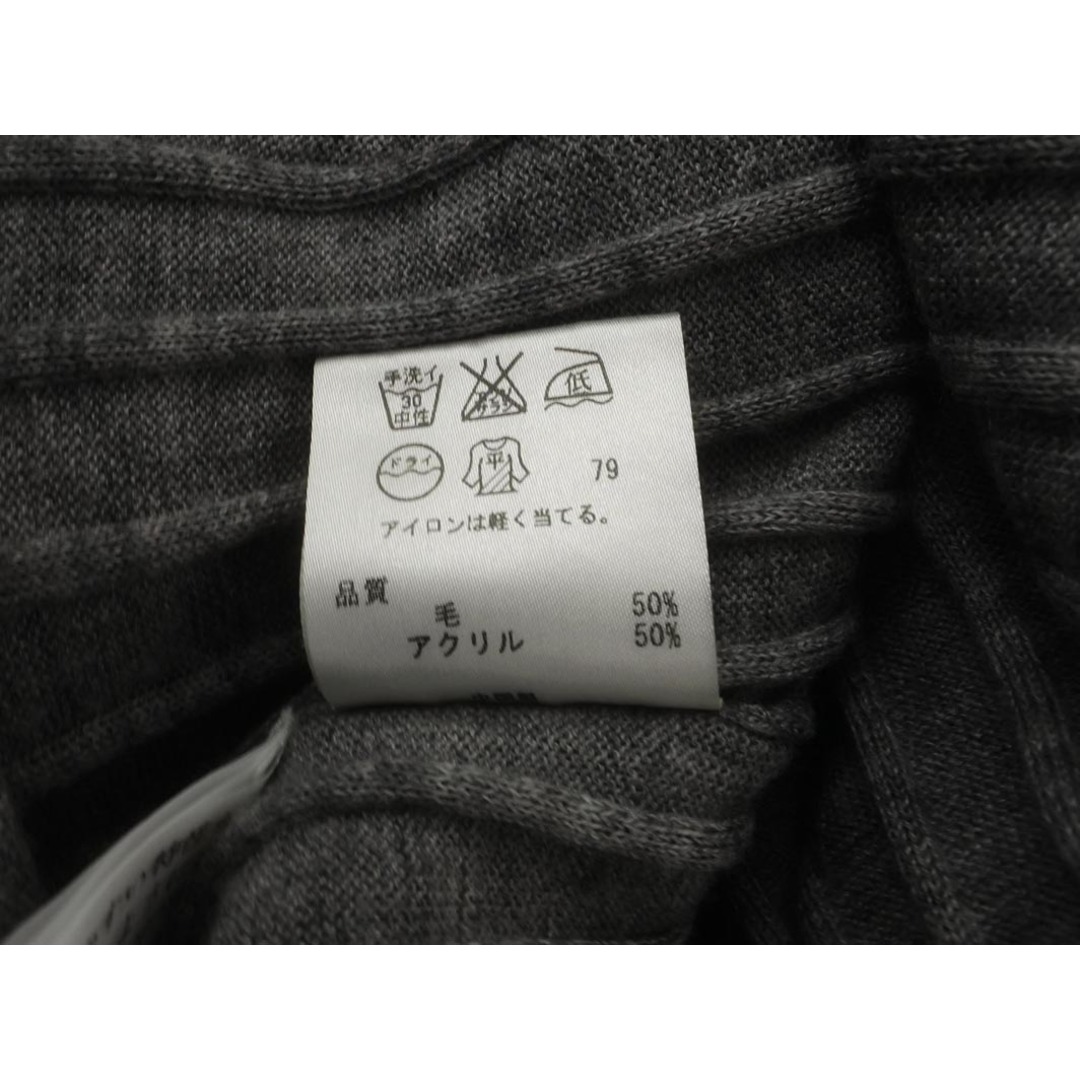 手洗イ
30
中性
低
ドライ
平
79
アイロンは軽く当てる。
品質
毛 50%
アクリル 50%